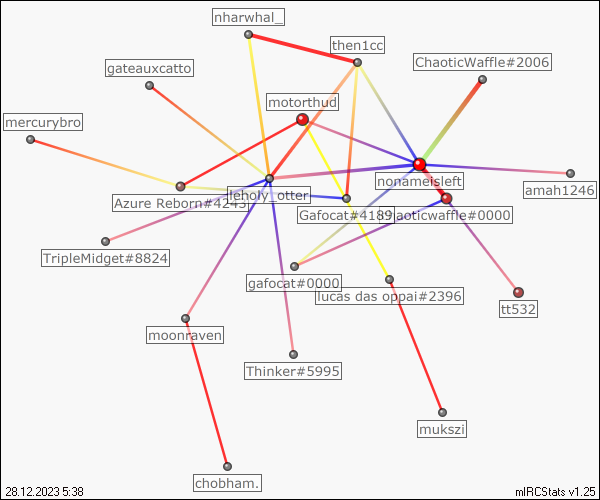 nharwhal_
then1cc
ChaoticWaffle#2006
gateauxcatto
motorthud
mercurybro
nonameisleft
amah1246
Azure Reborn#4243
leholy_otter
Gafocat#4189
chaoticwaffle#0000
TripleMidget#8824
gafocat#0000
lucas das oppai#2396
tt532
moonraven
Thinker#5995
mukszi
chobham.
28.12.2023 5:38
mIRCStats v1.25